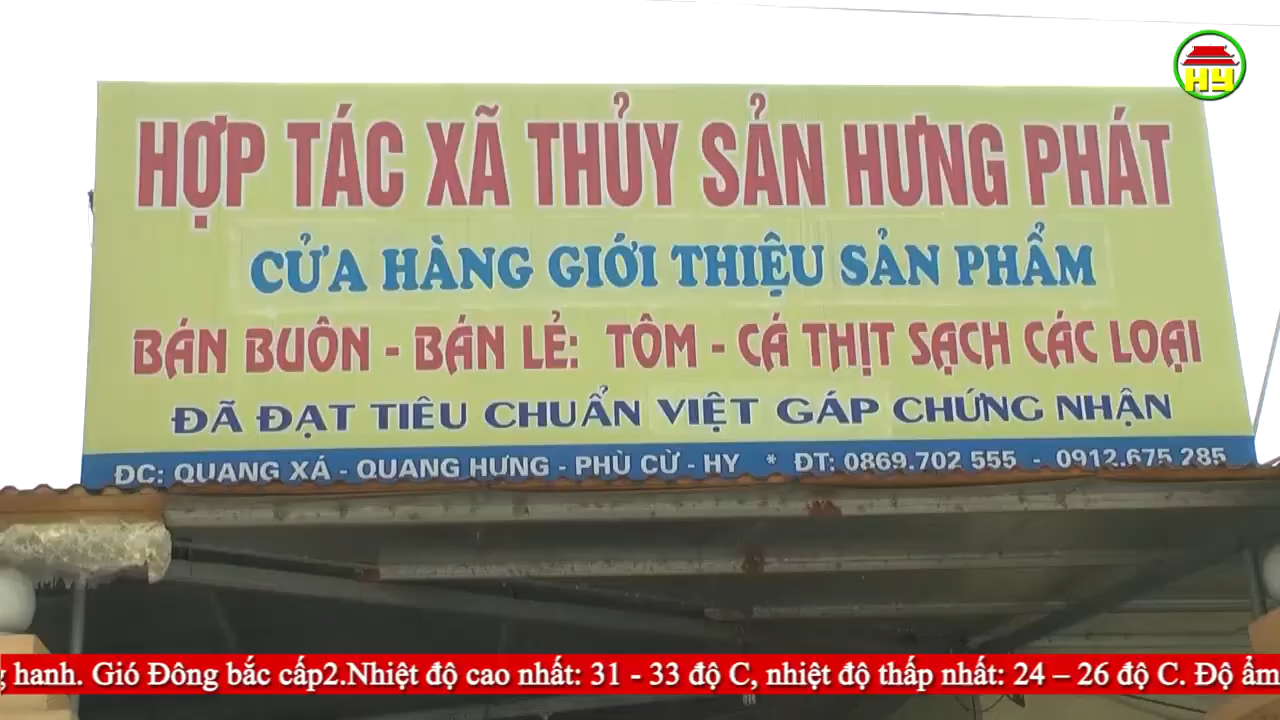 HY
HỢP TÁC XÃ THỦY SẢN HƯNG PHÁT
CỬA HÀNG GIỚI THIỆU SẢN PHẨM
BÁN BUÔN - BÁN LẺ: TÔM - CÁ THỊT SẠCH CÁC LOẠI
ĐÃ ĐẠT TIÊU CHUẨN VIỆT GÁP CHỨNG NHẬN
ĐC: QUANG XÁ - QUANG HƯNG - PHÙ CỪ - HY * ĐT: 0869.702 555 - 0912.675 285
hanh. Gió Đông bắc cấp2.Nhiệt độ cao nhất: 31 - 33 độ C, nhiệt độ thấp nhất: 24 – 26 độ C. Độ ẩm